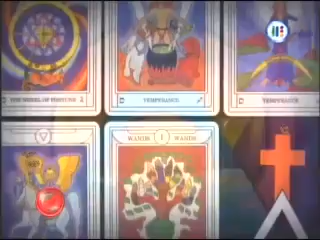 THE WHEEL OF FORTUNE
TEMPERANCE
TEMPERANCE
WANDS I WANDS